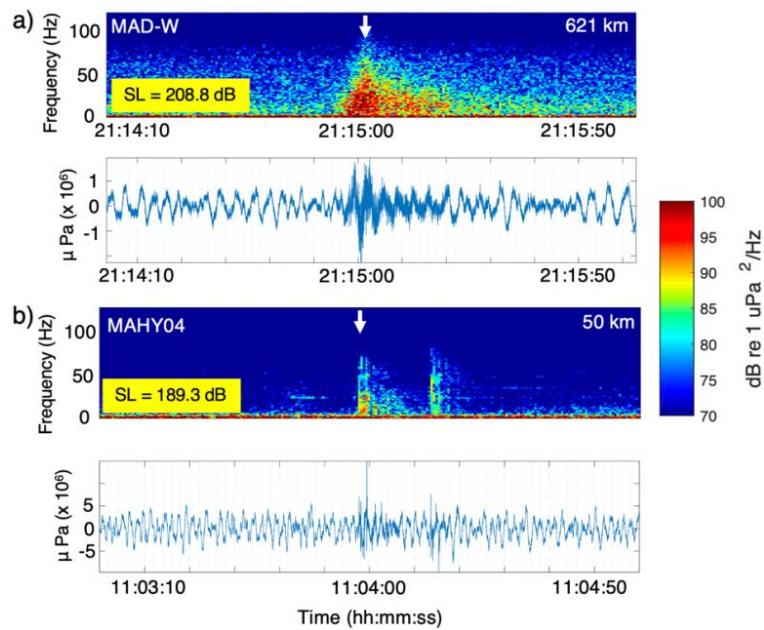 a)
MAD-W
621 km
Frequency (Hz)
100
50
0
SL = 208.8 dB
21:14:10
21:15:00
21:15:50
µ Pa (x 10⁶)
1
0
-1
21:14:10
21:15:00
21:15:50
b)
MAHY04
50 km
Frequency (Hz)
100
50
0
SL = 189.3 dB
µ Pa (x 10⁶)
5
0
-5
11:03:10
11:04:00
11:04:50
Time (hh:mm:ss)
100
95
90
85
80
75
70
dB re 1 uPa ²/Hz